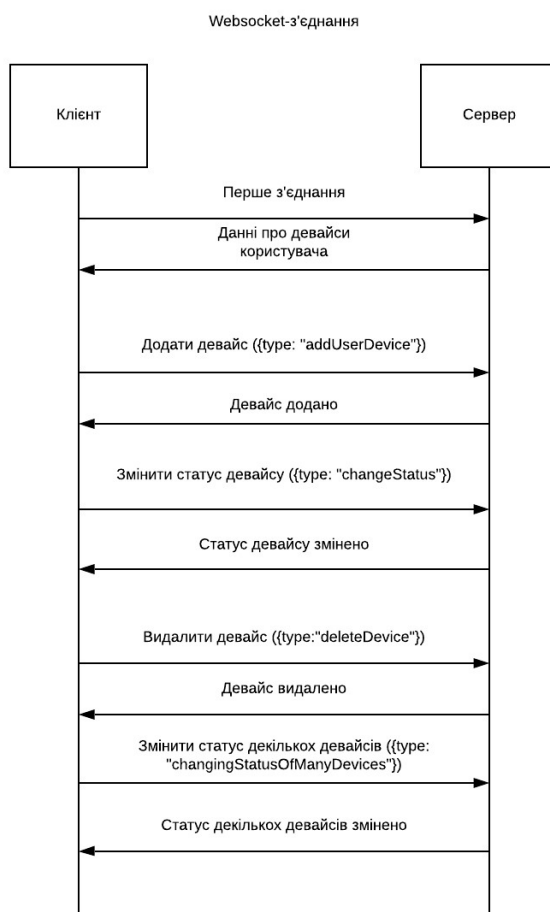 Websocket-з'єднання
Клієнт
Сервер
Перше з'єднання
Данні про девайси
користувача
Додати девайс ({type: "addUserDevice"})
Девайс додано
Змінити статус девайсу ({type: "changeStatus"})
Статус девайсу змінено
Видалити девайс ({type:"deleteDevice"})
Девайс видалено
Змінити статус декількох девайсів ({type:
"changingStatusOfManyDevices"})
Статус декількох девайсів змінено